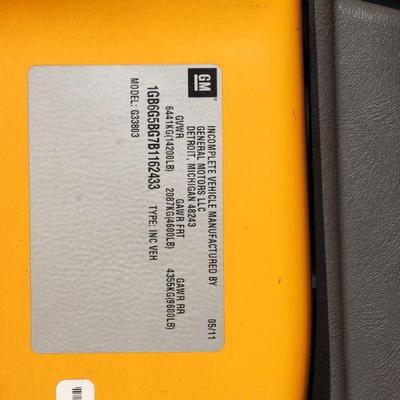 GM
INCOMPLETE VEHICLE MANUFACTURED BY
GENERAL MOTORS LLC
DETROIT, MICHIGAN 48243
05/11
GVWR GAWR FRT GAWR RR
6441KG(14200LB) 2087KG(4600LB) 4355KG(9600LB)
1GB6G5BG7B1162433 TYPE: INC VEH
MODEL: G33803